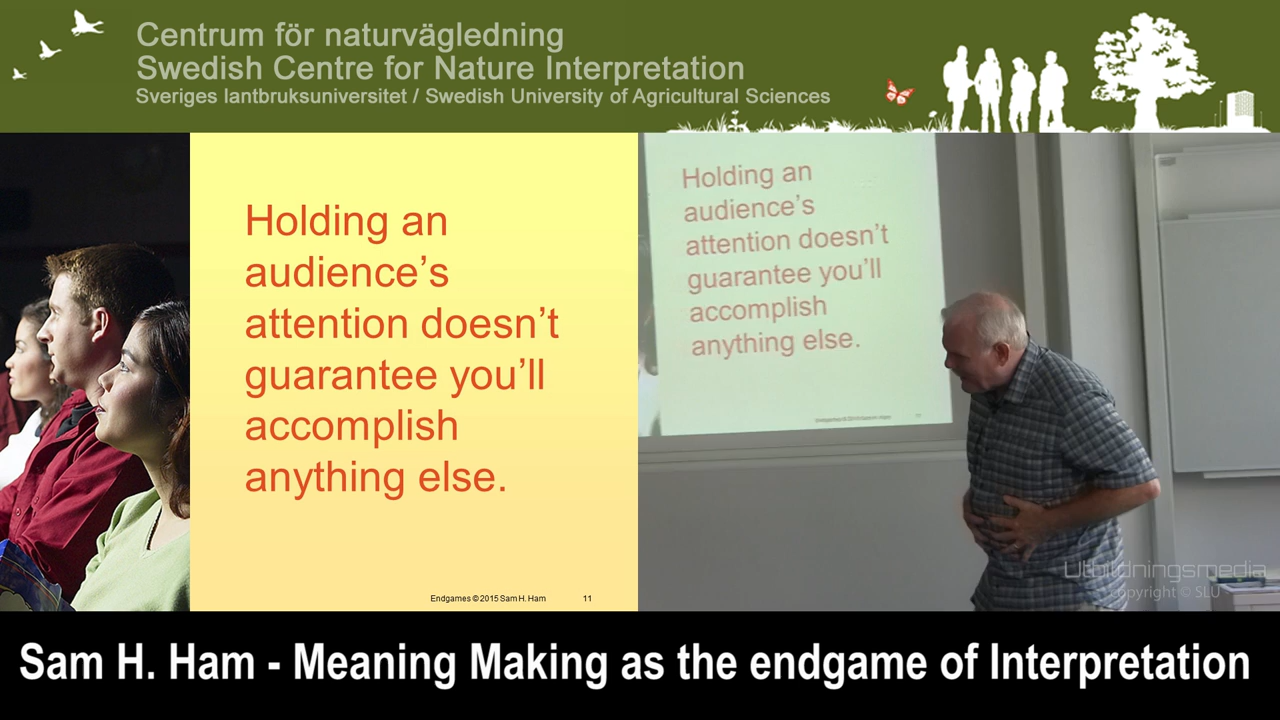 Centrum för naturvägledning
Swedish Centre for Nature Interpretation
Sveriges lantbruksuniversitet / Swedish University of Agricultural Sciences
Holding an
audience's
attention doesn't
guarantee you'll
accomplish
anything else.
Endgames © 2015 Sam H. Ham 11
Holding an
audience's
attention doesn't
guarantee you'll
accomplish
anything else.
Utbildningsmedia
copyright © SLU
Sam H. Ham - Meaning Making as the endgame of Interpretation